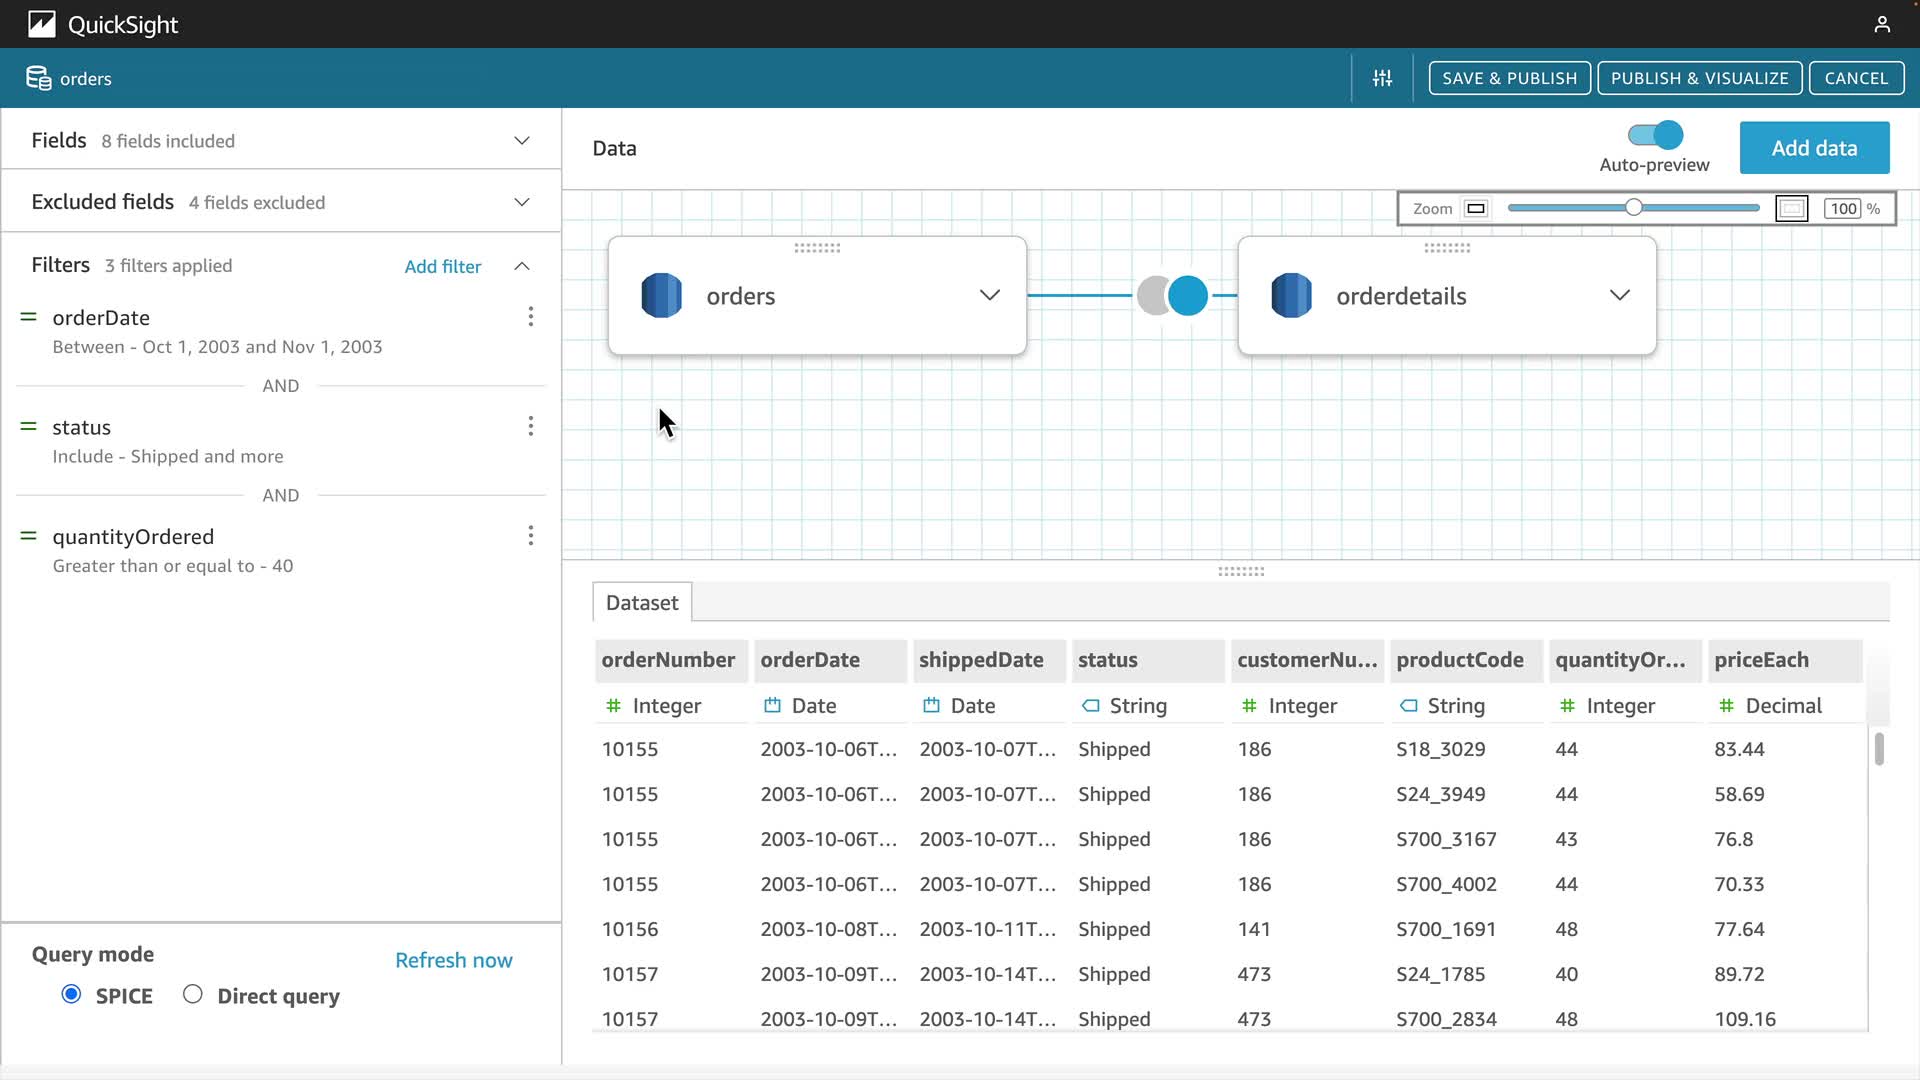 QuickSight
orders
SAVE & PUBLISH
PUBLISH & VISUALIZE
CANCEL
Fields 8 fields included
Excluded fields 4 fields excluded
Filters 3 filters applied Add filter
orderDate
Between - Oct 1, 2003 and Nov 1, 2003
AND
status
Include - Shipped and more
AND
quantityOrdered
Greater than or equal to - 40
Query mode
Refresh now
SPICE Direct query
Data
Auto-preview
Add data
Zoom 100 %
orders
orderdetails
Dataset
orderNumber orderDate shippedDate status customerNu... productCode quantityOr... priceEach
# Integer Date Date String # Integer String # Integer # Decimal
10155 2003-10-06T... 2003-10-07T... Shipped 186 S18_3029 44 83.44
10155 2003-10-06T... 2003-10-07T... Shipped 186 S24_3949 44 58.69
10155 2003-10-06T... 2003-10-07T... Shipped 186 S700_3167 43 76.8
10155 2003-10-06T... 2003-10-07T... Shipped 186 S700_4002 44 70.33
10156 2003-10-08T... 2003-10-11T... Shipped 141 S700_1691 48 77.64
10157 2003-10-09T... 2003-10-14T... Shipped 473 S24_1785 40 89.72
10157 2003-10-09T... 2003-10-14T... Shipped 473 S700_2834 48 109.16